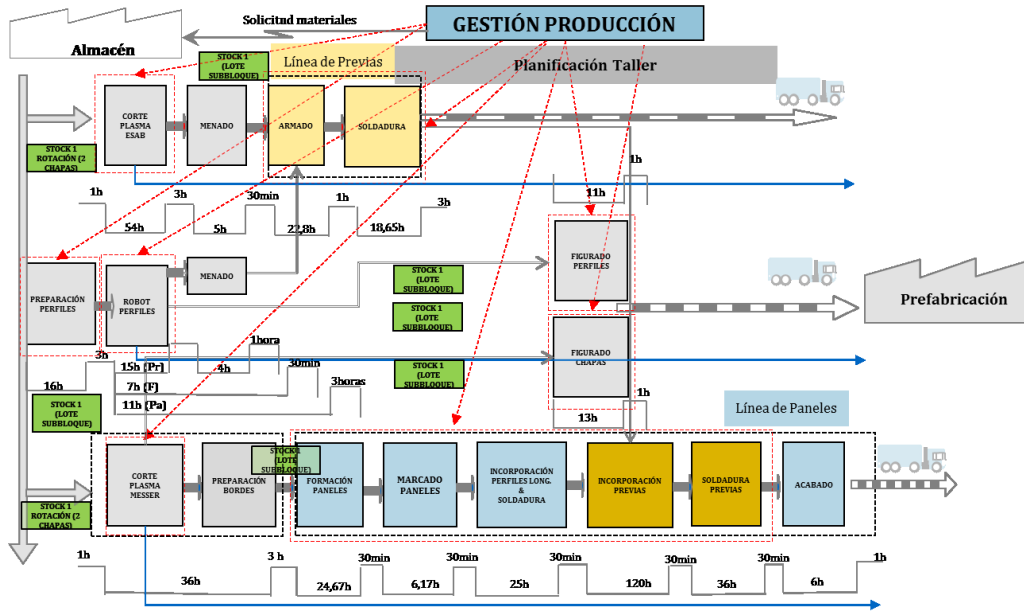 Solicitud materiales
GESTIÓN PRODUCCIÓN
Almacén
STOCK 1
(LOTE
SUBBLOQUE)
Línea de Previas
Planificación Taller
CORTE
PLASMA
ESAB
MENADO
ARMADO
SOLDADURA
STOCK 1
ROTACIÓN (2
CHAPAS)
1h
3h
30min
1h
3h
54h
5h
22,8h
18,65h
1h
11h
PREPARACIÓN
PERFILES
ROBOT
PERFILES
MENADO
STOCK 1
(LOTE
SUBBLOQUE)
STOCK 1
(LOTE
SUBBLOQUE)
FIGURADO
PERFILES
Prefabricación
3h
16h
15h (Pr)
1hora
4h
7h (F)
30min
11h (Pa)
3horas
STOCK 1
(LOTE
SUBBLOQUE)
FIGURADO
CHAPAS
1h
13h
STOCK 1
(LOTE
SUBBLOQUE)
Línea de Paneles
CORTE
PLASMA
MESSER
PREPARACIÓN
BORDES
STOCK 1
(LOTE
SUBBLOQUE)
FORMACIÓN
PANELES
MARCADO
PANELES
INCORPORACIÓN
PERFILES LONG.
&
SOLDADURA
INCORPORACIÓN
PREVIAS
SOLDADURA
PREVIAS
ACABADO
STOCK 1
ROTACIÓN (2
CHAPAS)
1h
3 h
30min
30min
30min
30min
30min
1h
36h
24,67h
6,17h
25h
120h
36h
6h